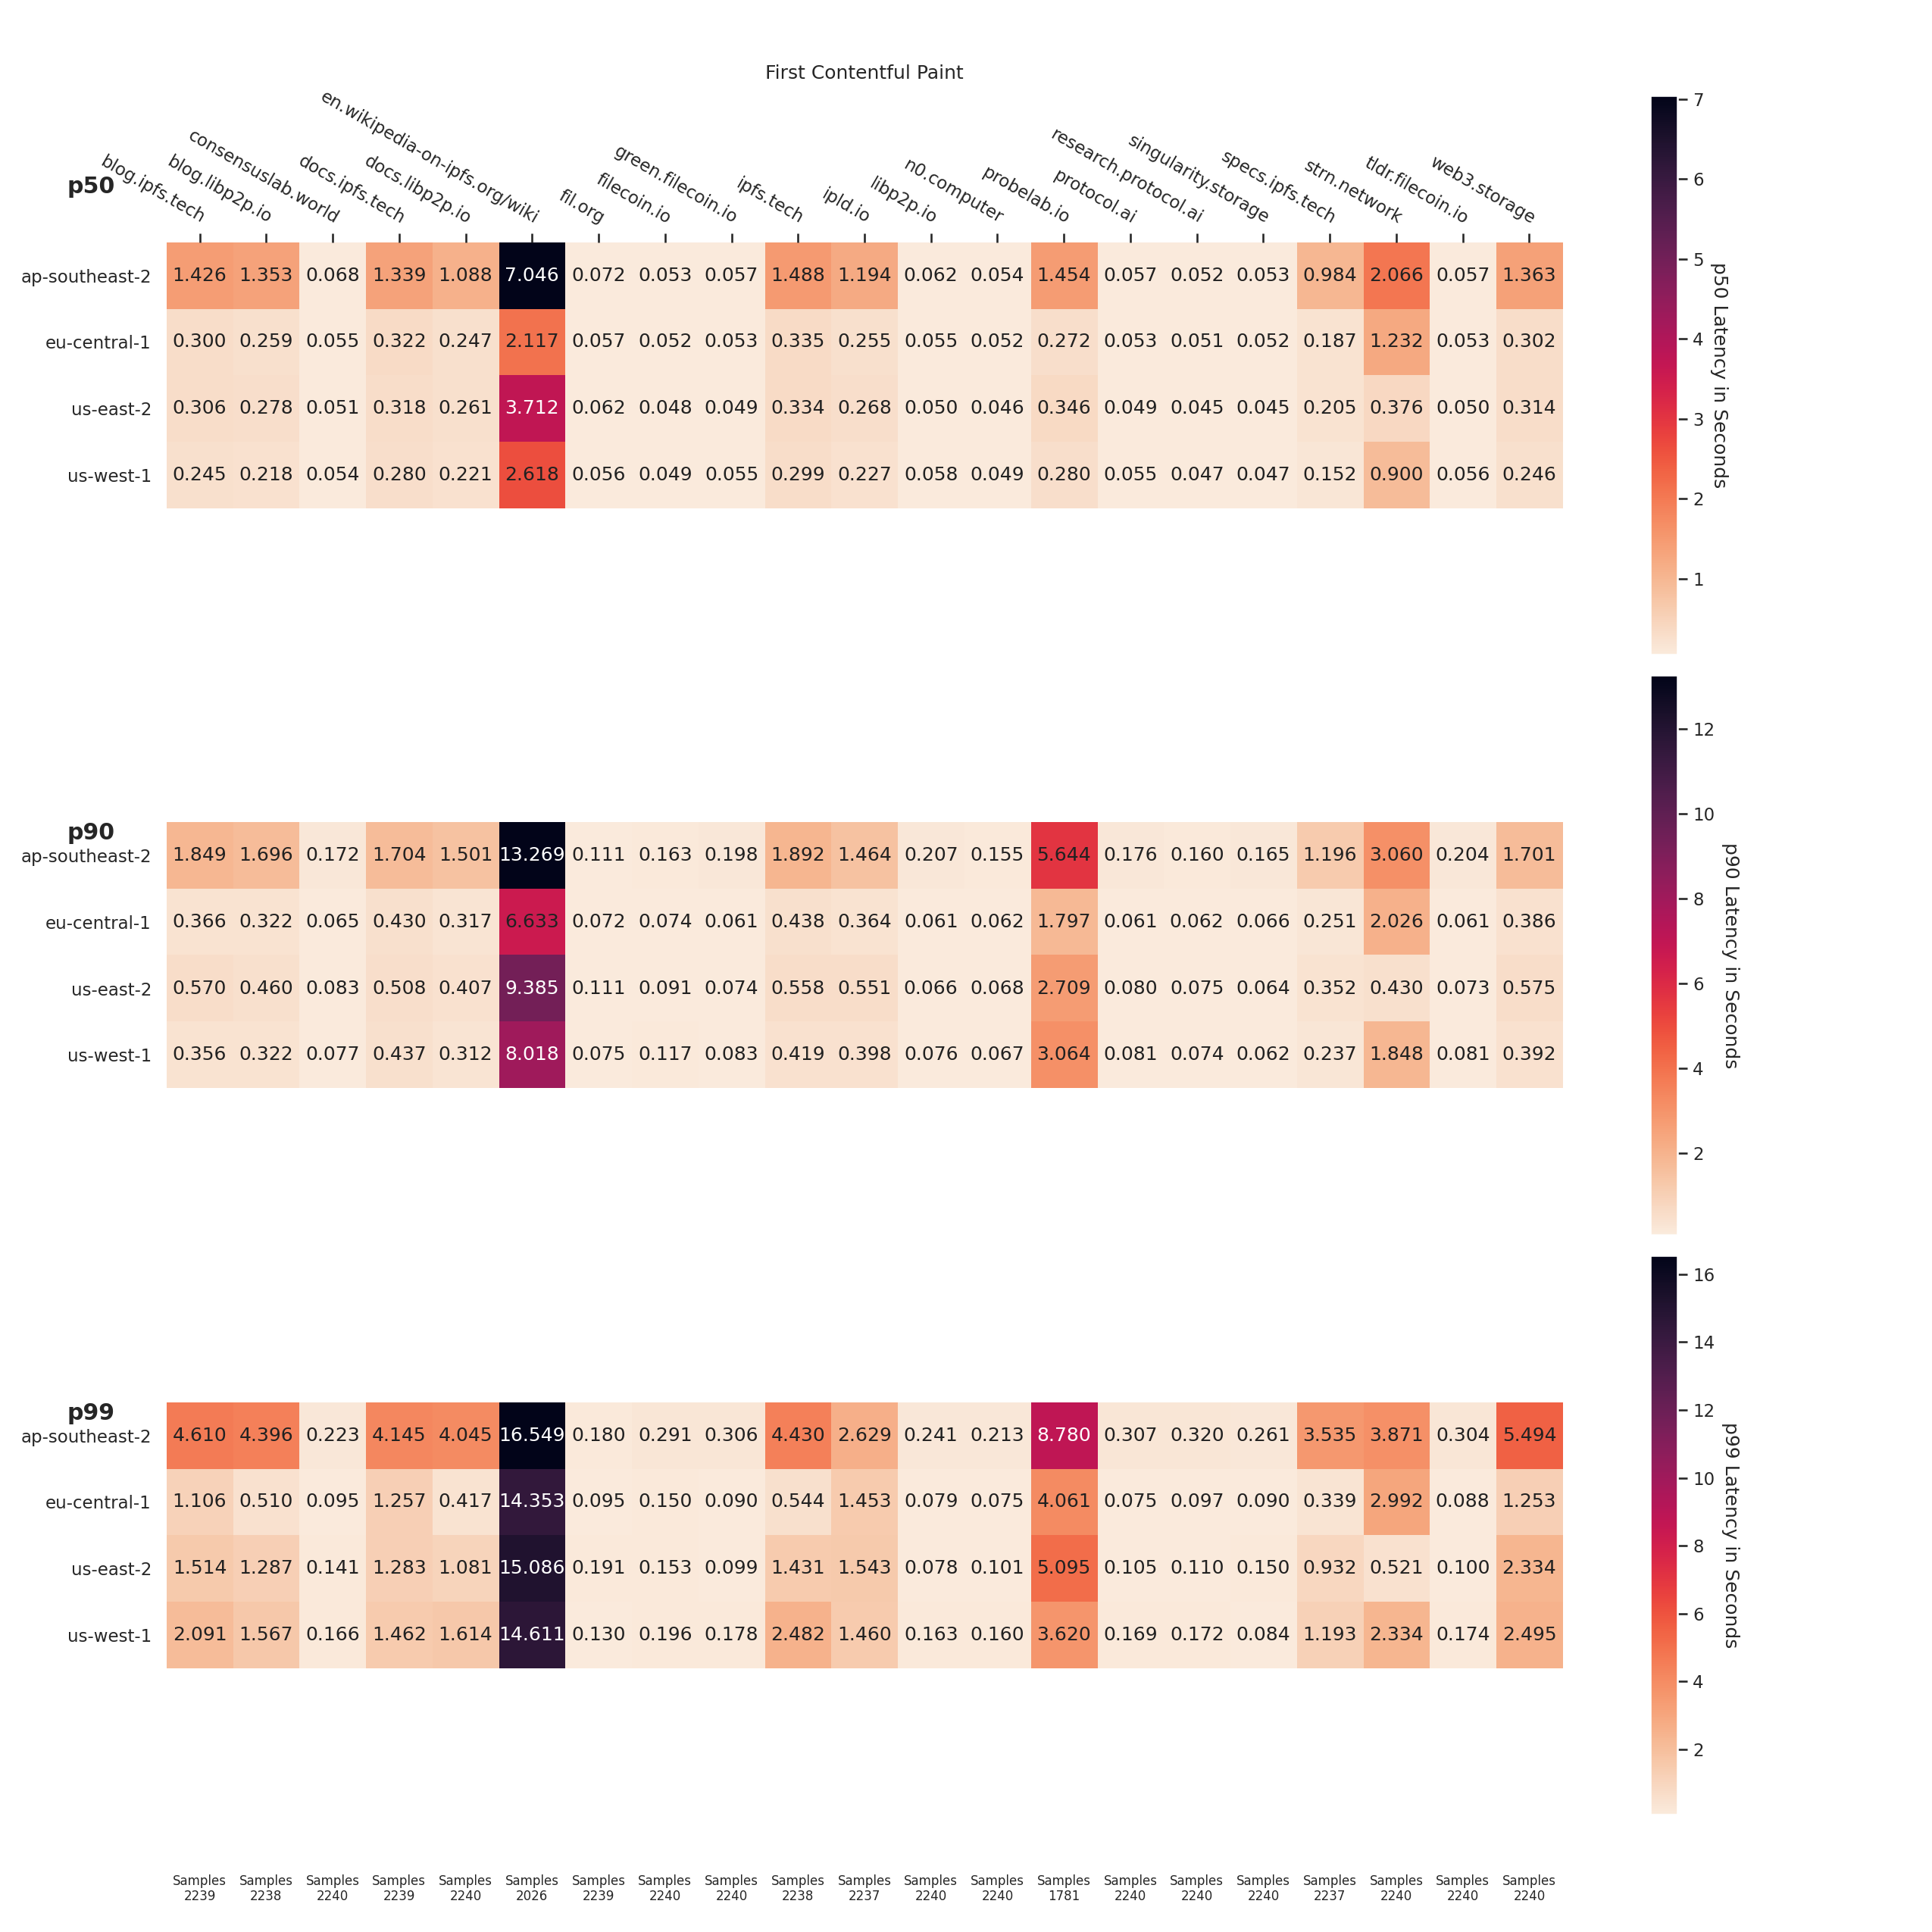 First Contentful Paint
p50
blog.ipfs.tech
blog.libp2p.io
consensuslab.world
docs.ipfs.tech
docs.libp2p.io
en.wikipedia-on-ipfs.org/wiki
fil.org
filecoin.io
green.filecoin.io
ipfs.tech
ipld.io
libp2p.io
n0.computer
probelab.io
protocol.ai
research.protocol.ai
singularity.storage
specs.ipfs.tech
strn.network
tldr.filecoin.io
web3.storage
ap-southeast-2 1.426 1.353 0.068 1.339 1.088 7.046 0.072 0.053 0.057 1.488 1.194 0.062 0.054 1.454 0.057 0.052 0.053 0.984 2.066 0.057 1.363
eu-central-1 0.300 0.259 0.055 0.322 0.247 2.117 0.057 0.052 0.053 0.335 0.255 0.055 0.052 0.272 0.053 0.051 0.052 0.187 1.232 0.053 0.302
us-east-2 0.306 0.278 0.051 0.318 0.261 3.712 0.062 0.048 0.049 0.334 0.268 0.050 0.046 0.346 0.049 0.045 0.045 0.205 0.376 0.050 0.314
us-west-1 0.245 0.218 0.054 0.280 0.221 2.618 0.056 0.049 0.055 0.299 0.227 0.058 0.049 0.280 0.055 0.047 0.047 0.152 0.900 0.056 0.246
7
6
5
4
3
2
1
p50 Latency in Seconds
p90
ap-southeast-2 1.849 1.696 0.172 1.704 1.501 13.269 0.111 0.163 0.198 1.892 1.464 0.207 0.155 5.644 0.176 0.160 0.165 1.196 3.060 0.204 1.701
eu-central-1 0.366 0.322 0.065 0.430 0.317 6.633 0.072 0.074 0.061 0.438 0.364 0.061 0.062 1.797 0.061 0.062 0.066 0.251 2.026 0.061 0.386
us-east-2 0.570 0.460 0.083 0.508 0.407 9.385 0.111 0.091 0.074 0.558 0.551 0.066 0.068 2.709 0.080 0.075 0.064 0.352 0.430 0.073 0.575
us-west-1 0.356 0.322 0.077 0.437 0.312 8.018 0.075 0.117 0.083 0.419 0.398 0.076 0.067 3.064 0.081 0.074 0.062 0.237 1.848 0.081 0.392
12
10
8
6
4
2
p90 Latency in Seconds
p99
ap-southeast-2 4.610 4.396 0.223 4.145 4.045 16.549 0.180 0.291 0.306 4.430 2.629 0.241 0.213 8.780 0.307 0.320 0.261 3.535 3.871 0.304 5.494
eu-central-1 1.106 0.510 0.095 1.257 0.417 14.353 0.095 0.150 0.090 0.544 1.453 0.079 0.075 4.061 0.075 0.097 0.090 0.339 2.992 0.088 1.253
us-east-2 1.514 1.287 0.141 1.283 1.081 15.086 0.191 0.153 0.099 1.431 1.543 0.078 0.101 5.095 0.105 0.110 0.150 0.932 0.521 0.100 2.334
us-west-1 2.091 1.567 0.166 1.462 1.614 14.611 0.130 0.196 0.178 2.482 1.460 0.163 0.160 3.620 0.169 0.172 0.084 1.193 2.334 0.174 2.495
16
14
12
10
8
6
4
2
p99 Latency in Seconds
Samples Samples Samples Samples Samples Samples Samples Samples Samples Samples Samples Samples Samples Samples Samples Samples Samples Samples Samples Samples Samples
2239 2238 2240 2239 2240 2026 2239 2240 2240 2238 2237 2240 2240 1781 2240 2240 2240 2237 2240 2240 2240